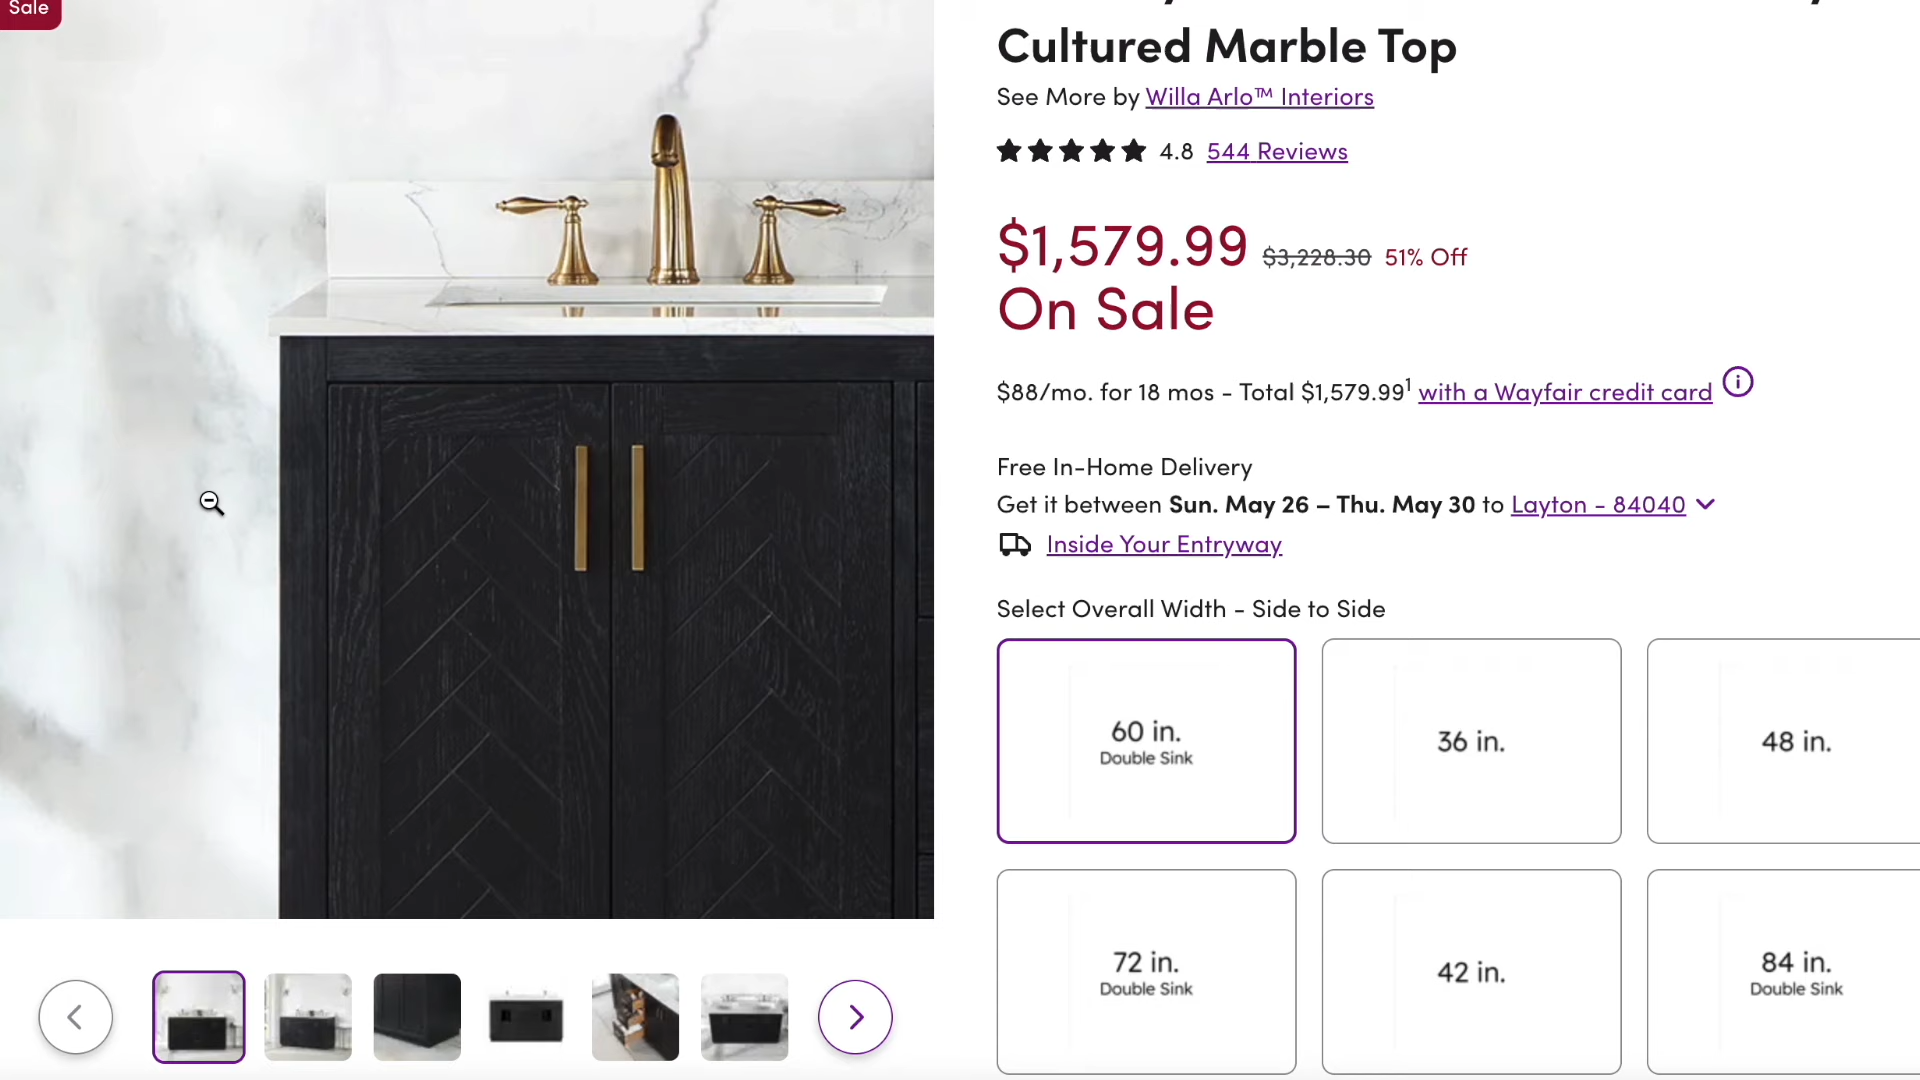 Sale
Cultured Marble Top
See More by Willa Arlo™ Interiors
4.8 544 Reviews
$1,579.99 $3,228.30 51% Off
On Sale
$88/mo. for 18 mos - Total $1,579.99¹ with a Wayfair credit card
Free In-Home Delivery
Get it between Sun. May 26 – Thu. May 30 to Layton - 84040
Inside Your Entryway
Select Overall Width - Side to Side
60 in.
Double Sink
36 in.
48 in.
72 in.
Double Sink
42 in.
84 in.
Double Sink